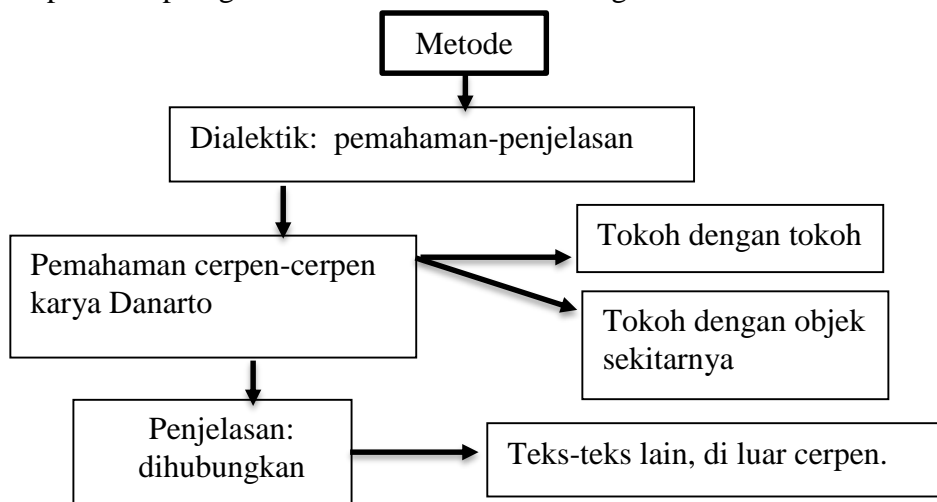 Metode
Dialektik: pemahaman-penjelasan
Tokoh dengan tokoh
Pemahaman cerpen-cerpen
karya Danarto
Tokoh dengan objek
sekitarnya
Penjelasan:
dihubungkan
Teks-teks lain, di luar cerpen.